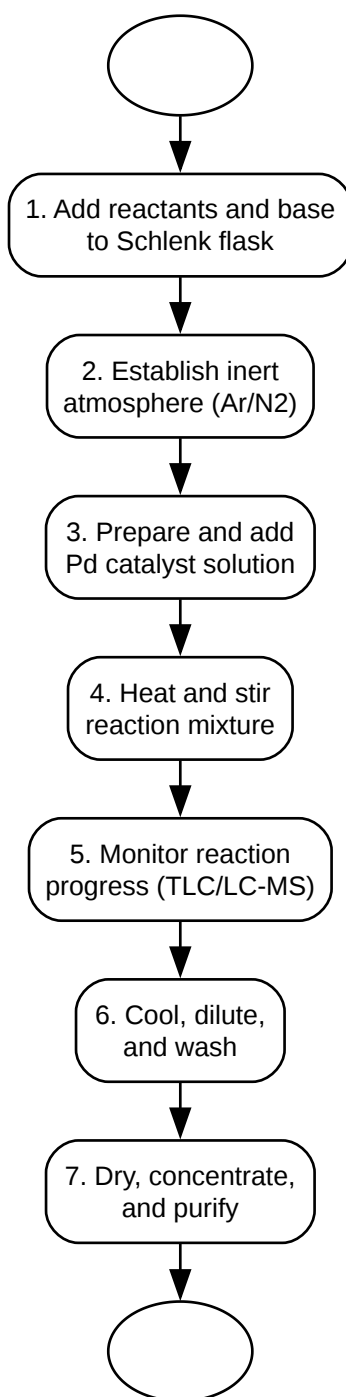 1. Add reactants and base
to Schlenk flask
2. Establish inert
atmosphere (Ar/N2)
3. Prepare and add
Pd catalyst solution
4. Heat and stir
reaction mixture
5. Monitor reaction
progress (TLC/LC-MS)
6. Cool, dilute,
and wash
7. Dry, concentrate,
and purify